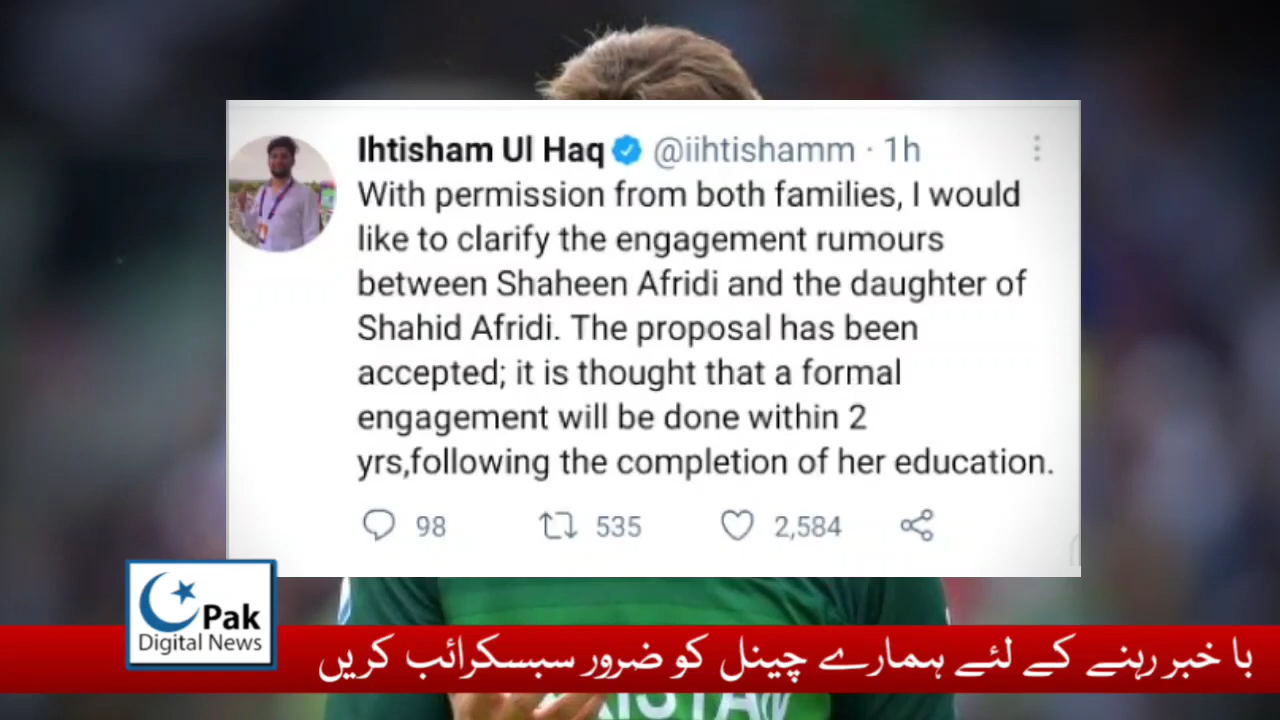 Ihtisham Ul Haq @iihtishamm · 1h
With permission from both families, I would
like to clarify the engagement rumours
between Shaheen Afridi and the daughter of
Shahid Afridi. The proposal has been
accepted; it is thought that a formal
engagement will be done within 2
yrs,following the completion of her education.
98 535 2,584
Pak
Digital News
با خبر رہنے کے لئے ہمارے چینل کو ضرور سبسکرائب کریں